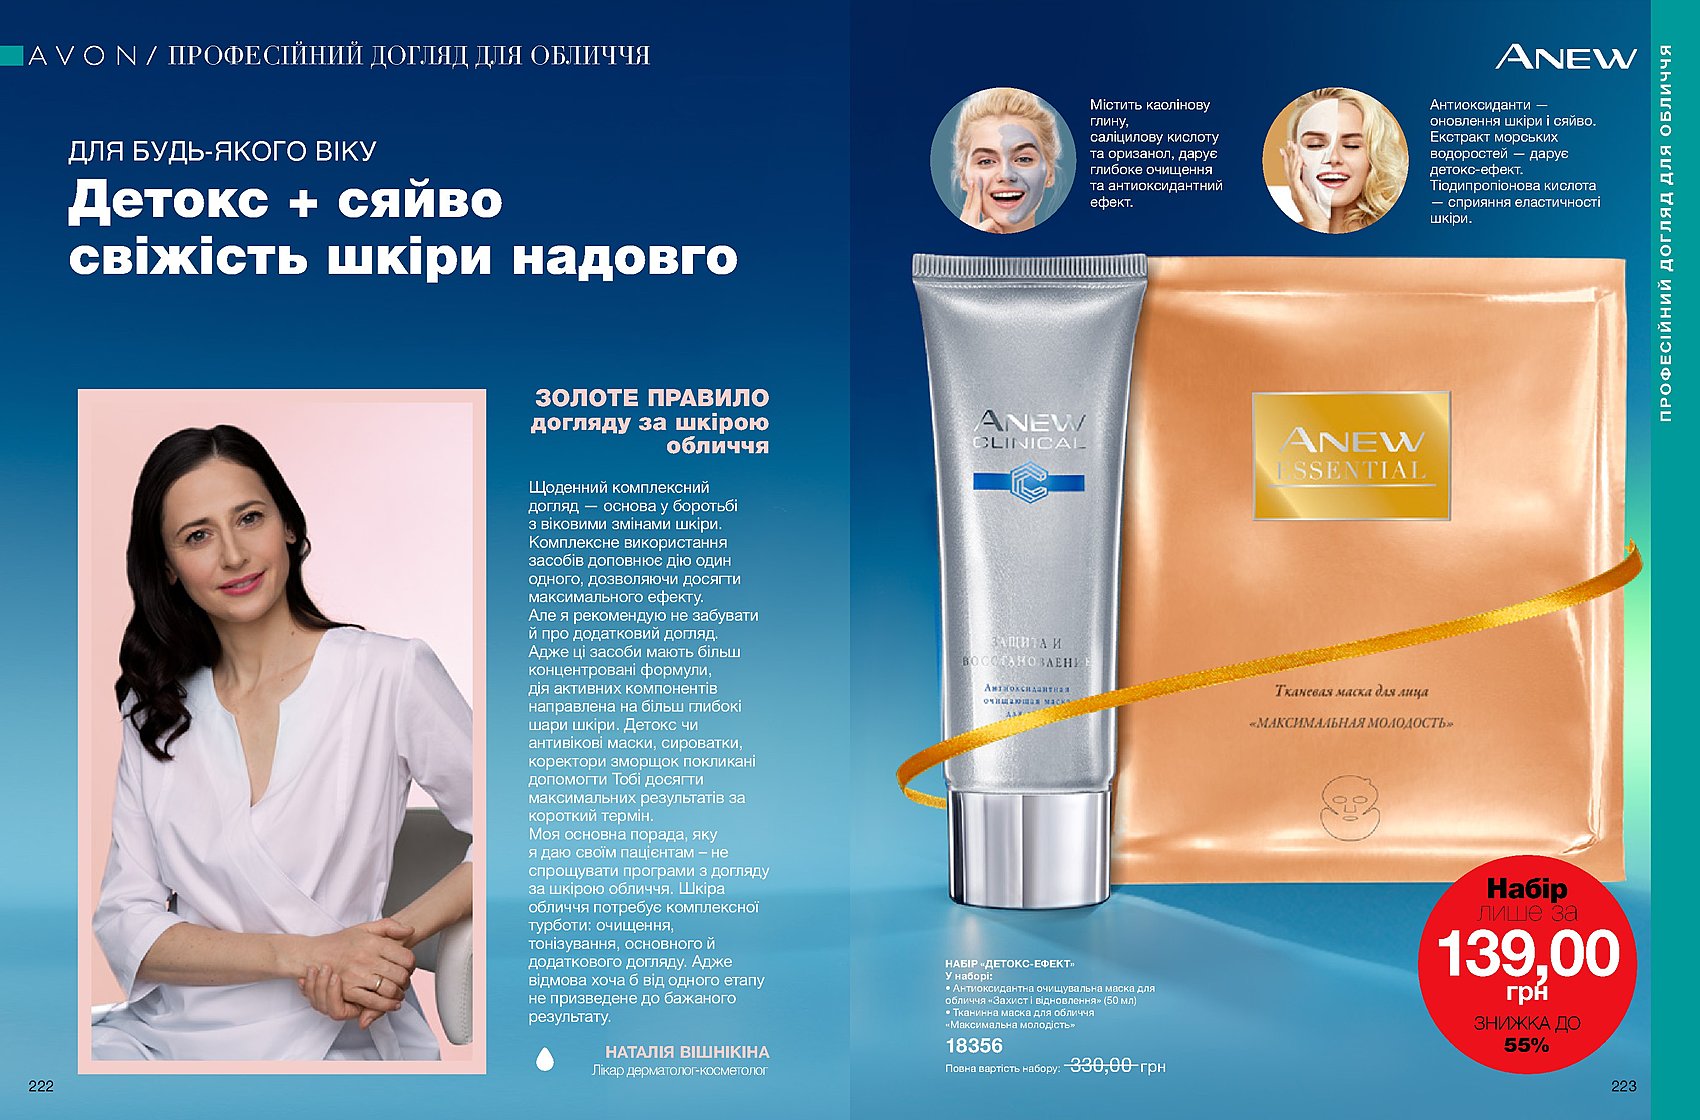 AVON / ПРОФЕСІЙНИЙ ДОГЛЯД ДЛЯ ОБЛИЧЧЯ
ДЛЯ БУДЬ-ЯКОГО ВІКУ
Детокс + сяйво
свіжість шкіри надовго
ЗОЛОТЕ ПРАВИЛО
догляду за шкірою
обличчя
Щоденний комплексний
догляд — основа у боротьбі
з віковими змінами шкіри.
Комплексне використання
засобів доповнює дію один
одного, дозволяючи досягти
максимального ефекту.
Але я рекомендую не забувати
й про додатковий догляд.
Адже ці засоби мають більш
концентровані формули,
дія активних компонентів
направлена на більш глибокі
шари шкіри. Детокс чи
антивікові маски, сироватки,
коректори зморщок покликані
допомогти Тобі досягти
максимальних результатів за
короткий термін.
Моя основна порада, яку
я даю своїм пацієнтам – не
спрощувати програми з догляду
за шкірою обличчя. Шкіра
обличчя потребує комплексної
турботи: очищення,
тонізування, основного й
додаткового догляду. Адже
відмова хоча б від одного етапу
не призведене до бажаного
результату.
НАТАЛІЯ ВІШНІКІНА
Лікар дерматолог-косметолог
222
ANEW
Містить каолінову
глину,
саліцилову кислоту
та оризанол, дарує
глибоке очищення
та антиоксидантний
ефект.
Антиоксиданти —
оновлення шкіри і сяйво.
Екстракт морських
водоростей — дарує
детокс-ефект.
Тіодипропіонова кислота
— сприяння еластичності
шкіри.
ПРОФЕСІЙНИЙ ДОГЛЯД ДЛЯ ОБЛИЧЧЯ
ANEW
CLINICAL
ЗАЩИТА И
ВОССТАНОВЛЕНИЕ
Антиоксидантная
очищающая маска
ANEW
ESSENTIAL
Тканевая маска для лица
«МАКСИМАЛЬНАЯ МОЛОДОСТЬ»
НАБІР «ДЕТОКС-ЕФЕКТ»
У наборі:
• Антиоксидантна очищувальна маска для
обличчя «Захист і відновлення» (50 мл)
• Тканинна маска для обличчя
«Максимальна молодість»
18356
Повна вартість набору: 330,00 грн
Набір
лише за
139,00
грн
ЗНИЖКА ДО
55%
223